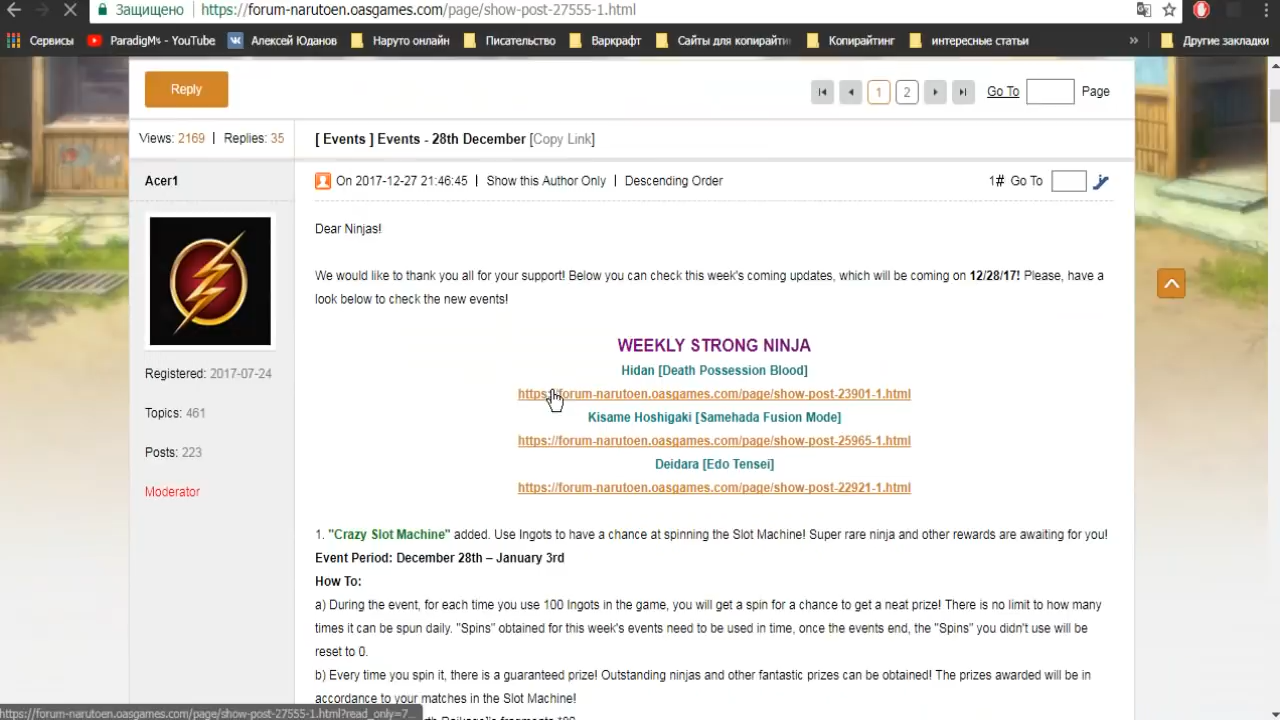 Защищено https://forum-narutoen.oasgames.com/page/show-post-27555-1.html
Сервисы ParadigMѣ - YouTube Алексей Юданов Наруто онлайн Писательство Варкрафт Сайты для копирайти Копирайтинг интересные статьи » Другие закладки
Reply
1 2 Go To Page
Views: 2169 | Replies: 35
[ Events ] Events - 28th December [Copy Link]
Acer1
On 2017-12-27 21:46:45 | Show this Author Only | Descending Order
1# Go To
Dear Ninjas!
We would like to thank you all for your support! Below you can check this week's coming updates, which will be coming on 12/28/17! Please, have a
look below to check the new events!
WEEKLY STRONG NINJA
Hidan [Death Possession Blood]
https://forum-narutoen.oasgames.com/page/show-post-23901-1.html
Kisame Hoshigaki [Samehada Fusion Mode]
https://forum-narutoen.oasgames.com/page/show-post-25965-1.html
Deidara [Edo Tensei]
https://forum-narutoen.oasgames.com/page/show-post-22921-1.html
Registered: 2017-07-24
Topics: 461
Posts: 223
Moderator
1. "Crazy Slot Machine" added. Use Ingots to have a chance at spinning the Slot Machine! Super rare ninja and other rewards are awaiting for you!
Event Period: December 28th – January 3rd
How To:
a) During the event, for each time you use 100 Ingots in the game, you will get a spin for a chance to get a neat prize! There is no limit to how many
times it can be spun daily. "Spins" obtained for this week's events need to be used in time, once the events end, the "Spins" you didn't use will be
reset to 0.
b) Every time you spin it, there is a guaranteed prize! Outstanding ninjas and other fantastic prizes can be obtained! The prizes awarded will be in
accordance to your matches in the Slot Machine!
https://forum-narutoen.oasgames.com/page/show-post-27555-1.html?read_only=7...